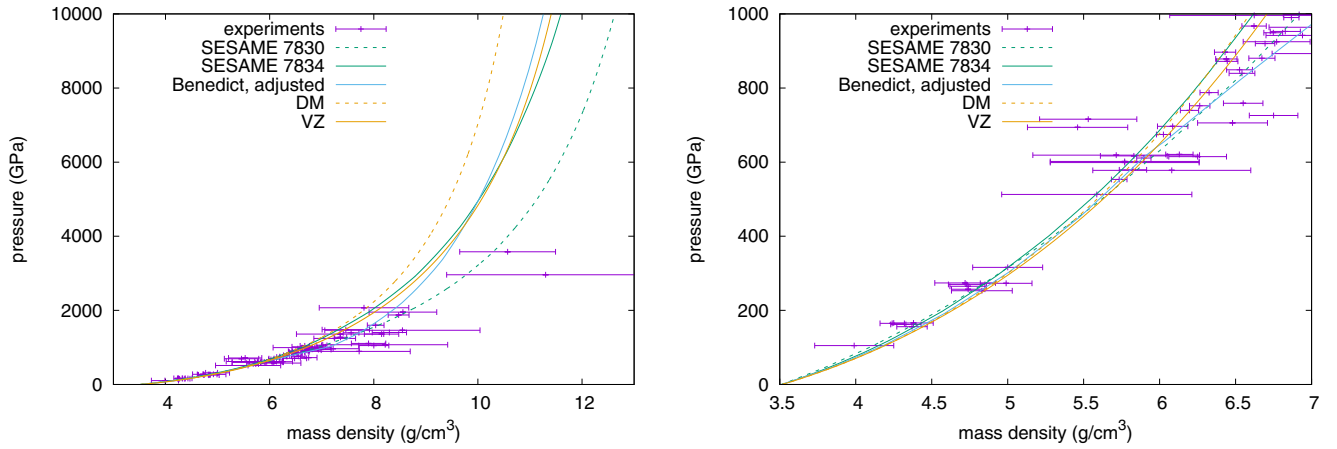 10000
8000
6000
4000
2000
0
pressure (GPa)
4 6 8 10 12
mass density (g/cm3)
experiments
SESAME 7830
SESAME 7834
Benedict, adjusted
DM
VZ
1000
800
600
400
200
0
pressure (GPa)
3.5 4 4.5 5 5.5 6 6.5 7
mass density (g/cm3)
experiments
SESAME 7830
SESAME 7834
Benedict, adjusted
DM
VZ